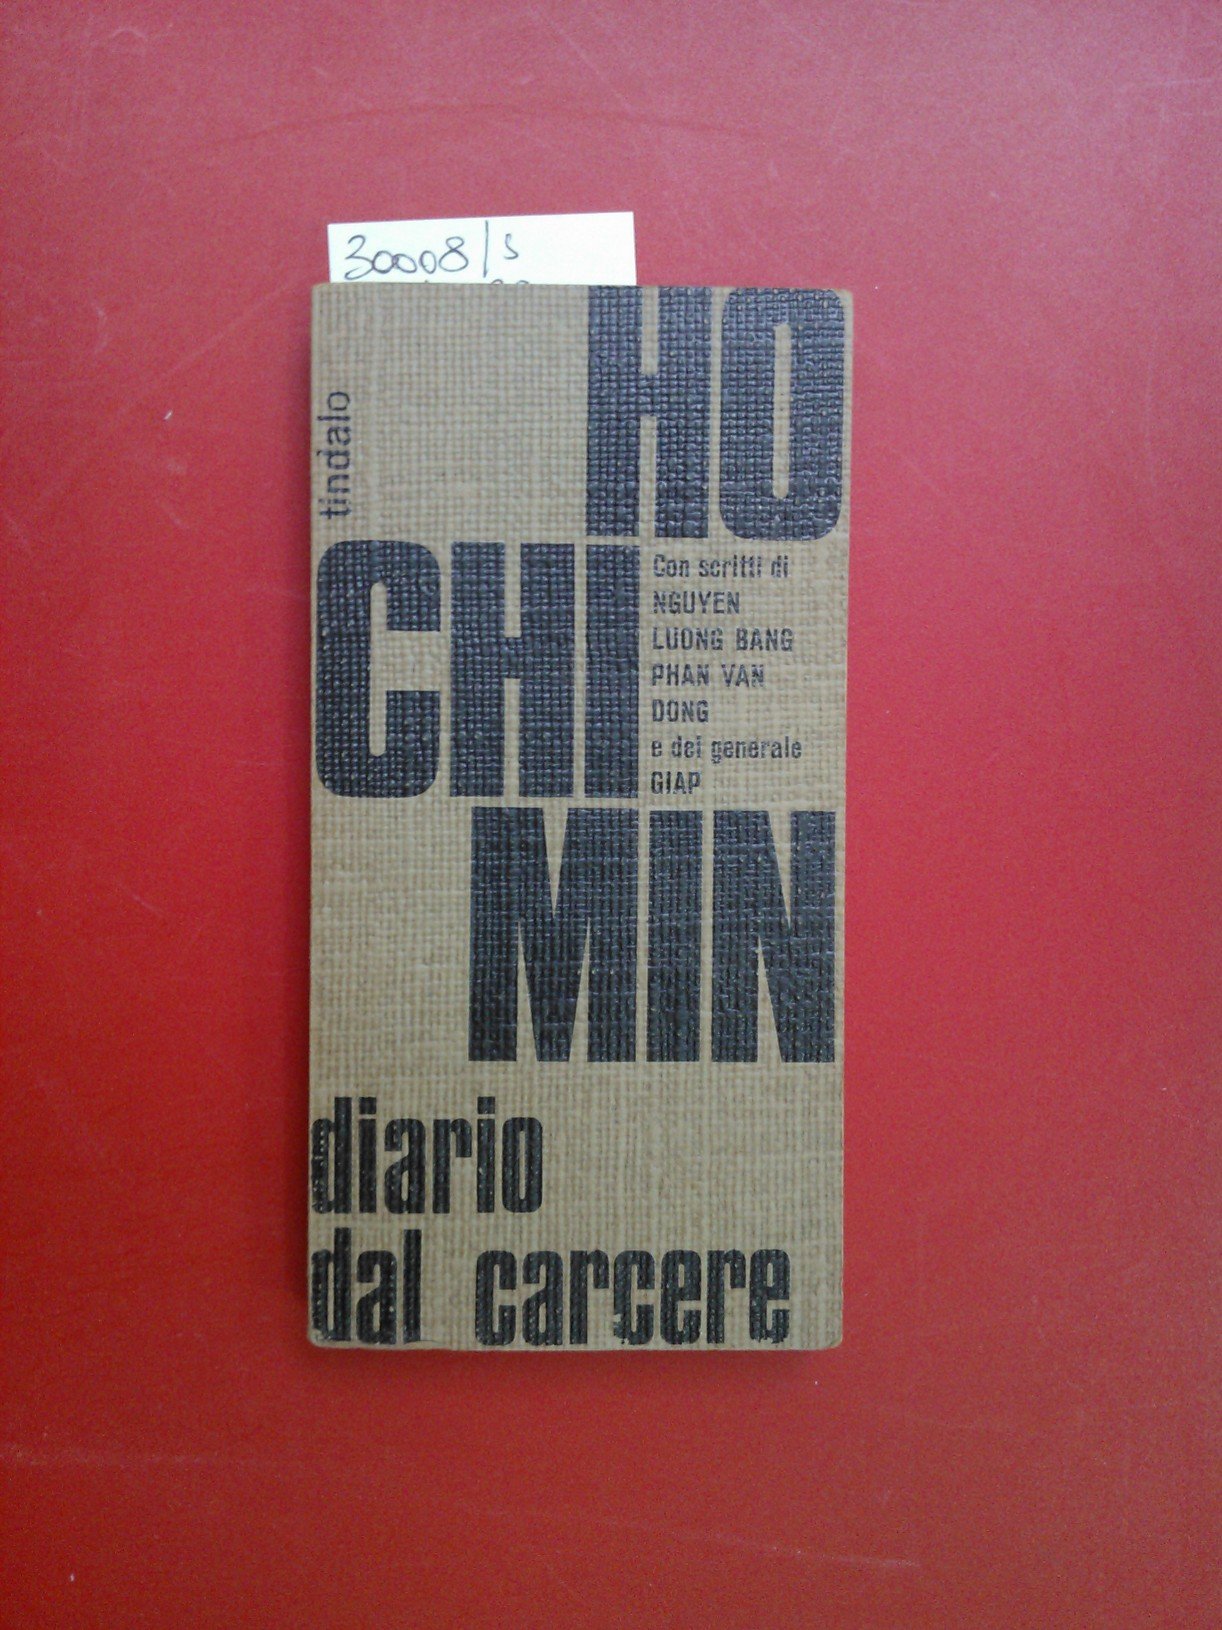 30008/s
tindalo
HO
CHI
Con scritti di
NGUYEN
LUONG BANG
PHAN VAN
DONG
e del generale
GIAP
MIN
diario
dal carcere